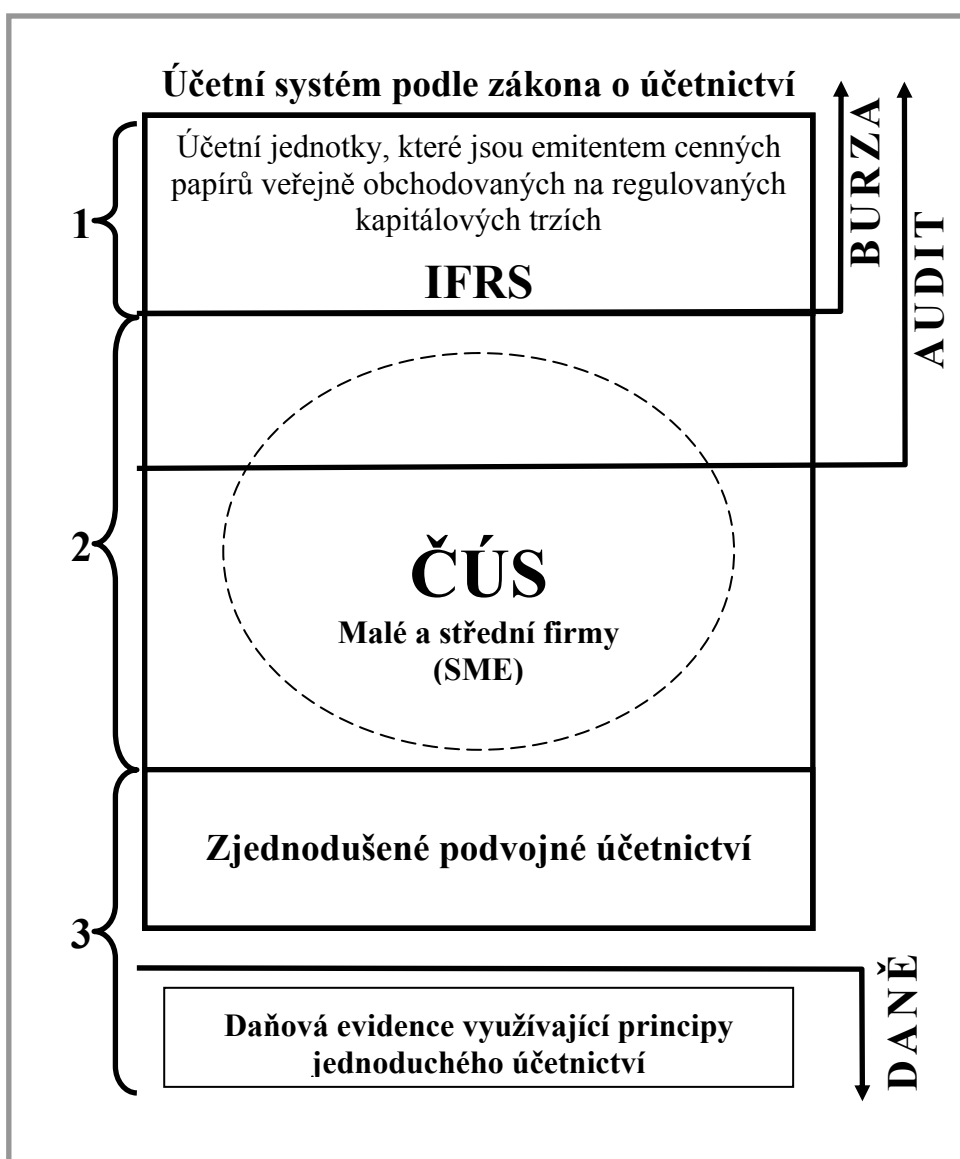 Účetní systém podle zákona o účetnictví
1
Účetní jednotky, které jsou emitentem cenných
papírů veřejně obchodovaných na regulovaných
kapitálových trzích
IFRS
BURZA
AUDIT
2
ČÚS
Malé a střední firmy
(SME)
3
Zjednodušené podvojné účetnictví
Daňová evidence využívající principy
jednoduchého účetnictví
DANĚ